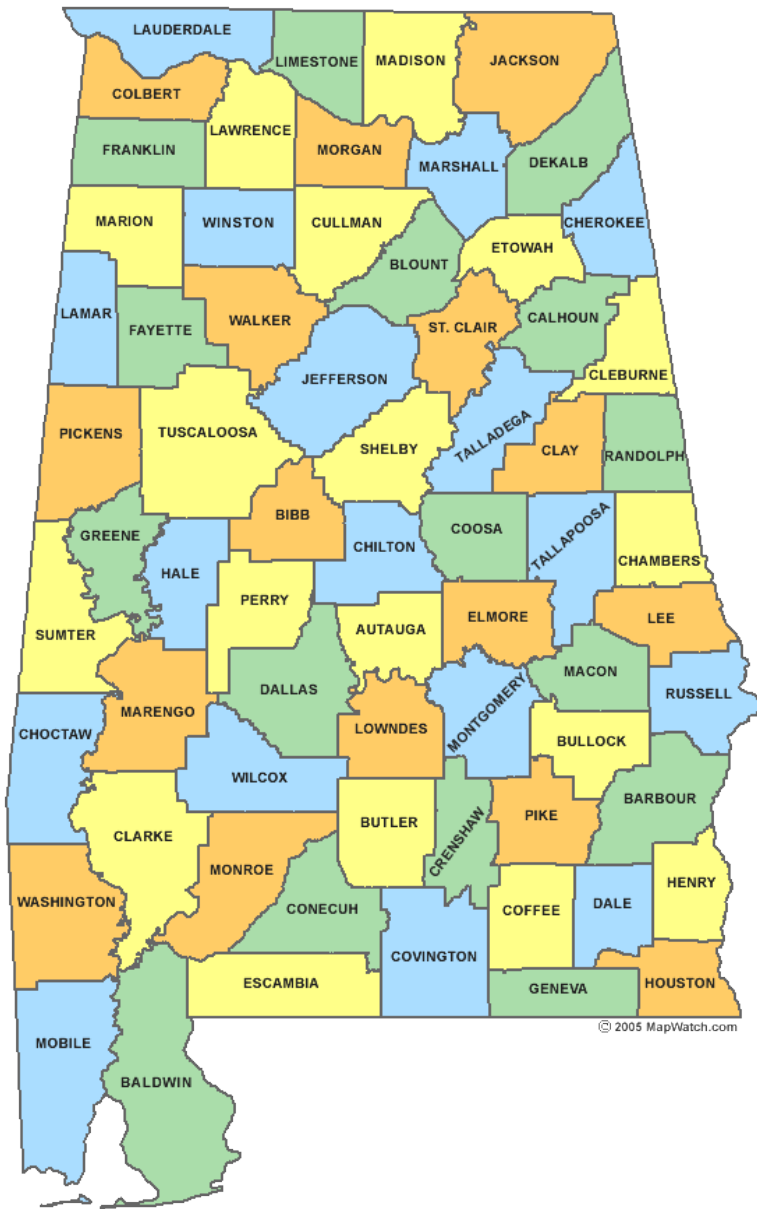 LAUDERDALE
LIMESTONE
MADISON
JACKSON
COLBERT
LAWRENCE
FRANKLIN
MORGAN
MARSHALL
DEKALB
MARION
WINSTON
CULLMAN
CHEROKEE
ETOWAH
BLOUNT
LAMAR
FAYETTE
WALKER
ST. CLAIR
CALHOUN
JEFFERSON
CLEBURNE
PICKENS
TUSCALOOSA
SHELBY
TALLADEGA
CLAY
RANDOLPH
BIBB
GREENE
COOSA
TALLAPOOSA
CHILTON
HALE
CHAMBERS
PERRY
SUMTER
AUTAUGA
ELMORE
LEE
MACON
DALLAS
RUSSELL
MARENGO
MONTGOMERY
CHOCTAW
LOWNDES
BULLOCK
WILCOX
BARBOUR
CLARKE
BUTLER
CRENSHAW
PIKE
MONROE
HENRY
WASHINGTON
CONECUH
COFFEE
DALE
COVINGTON
ESCAMBIA
GENEVA
HOUSTON
© 2005 MapWatch.com
MOBILE
BALDWIN